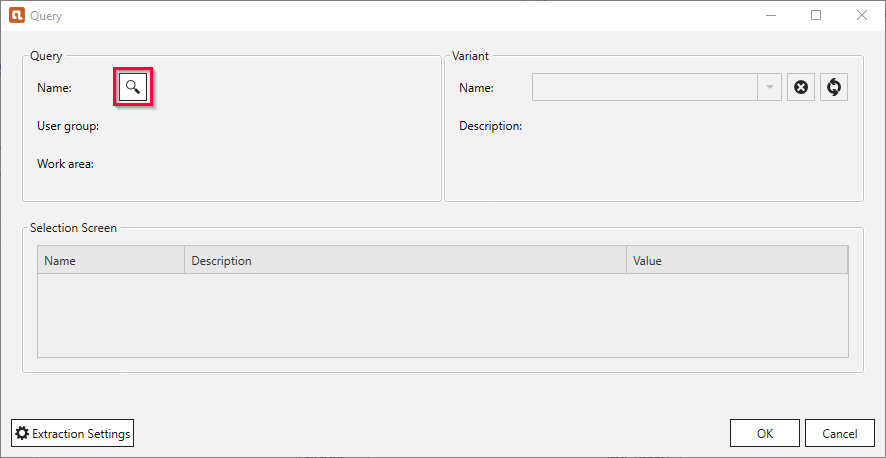 Query
Query
Name:
User group:
Work area:
Variant
Name:
Description:
Selection Screen
Name Description Value
Extraction Settings
OK Cancel